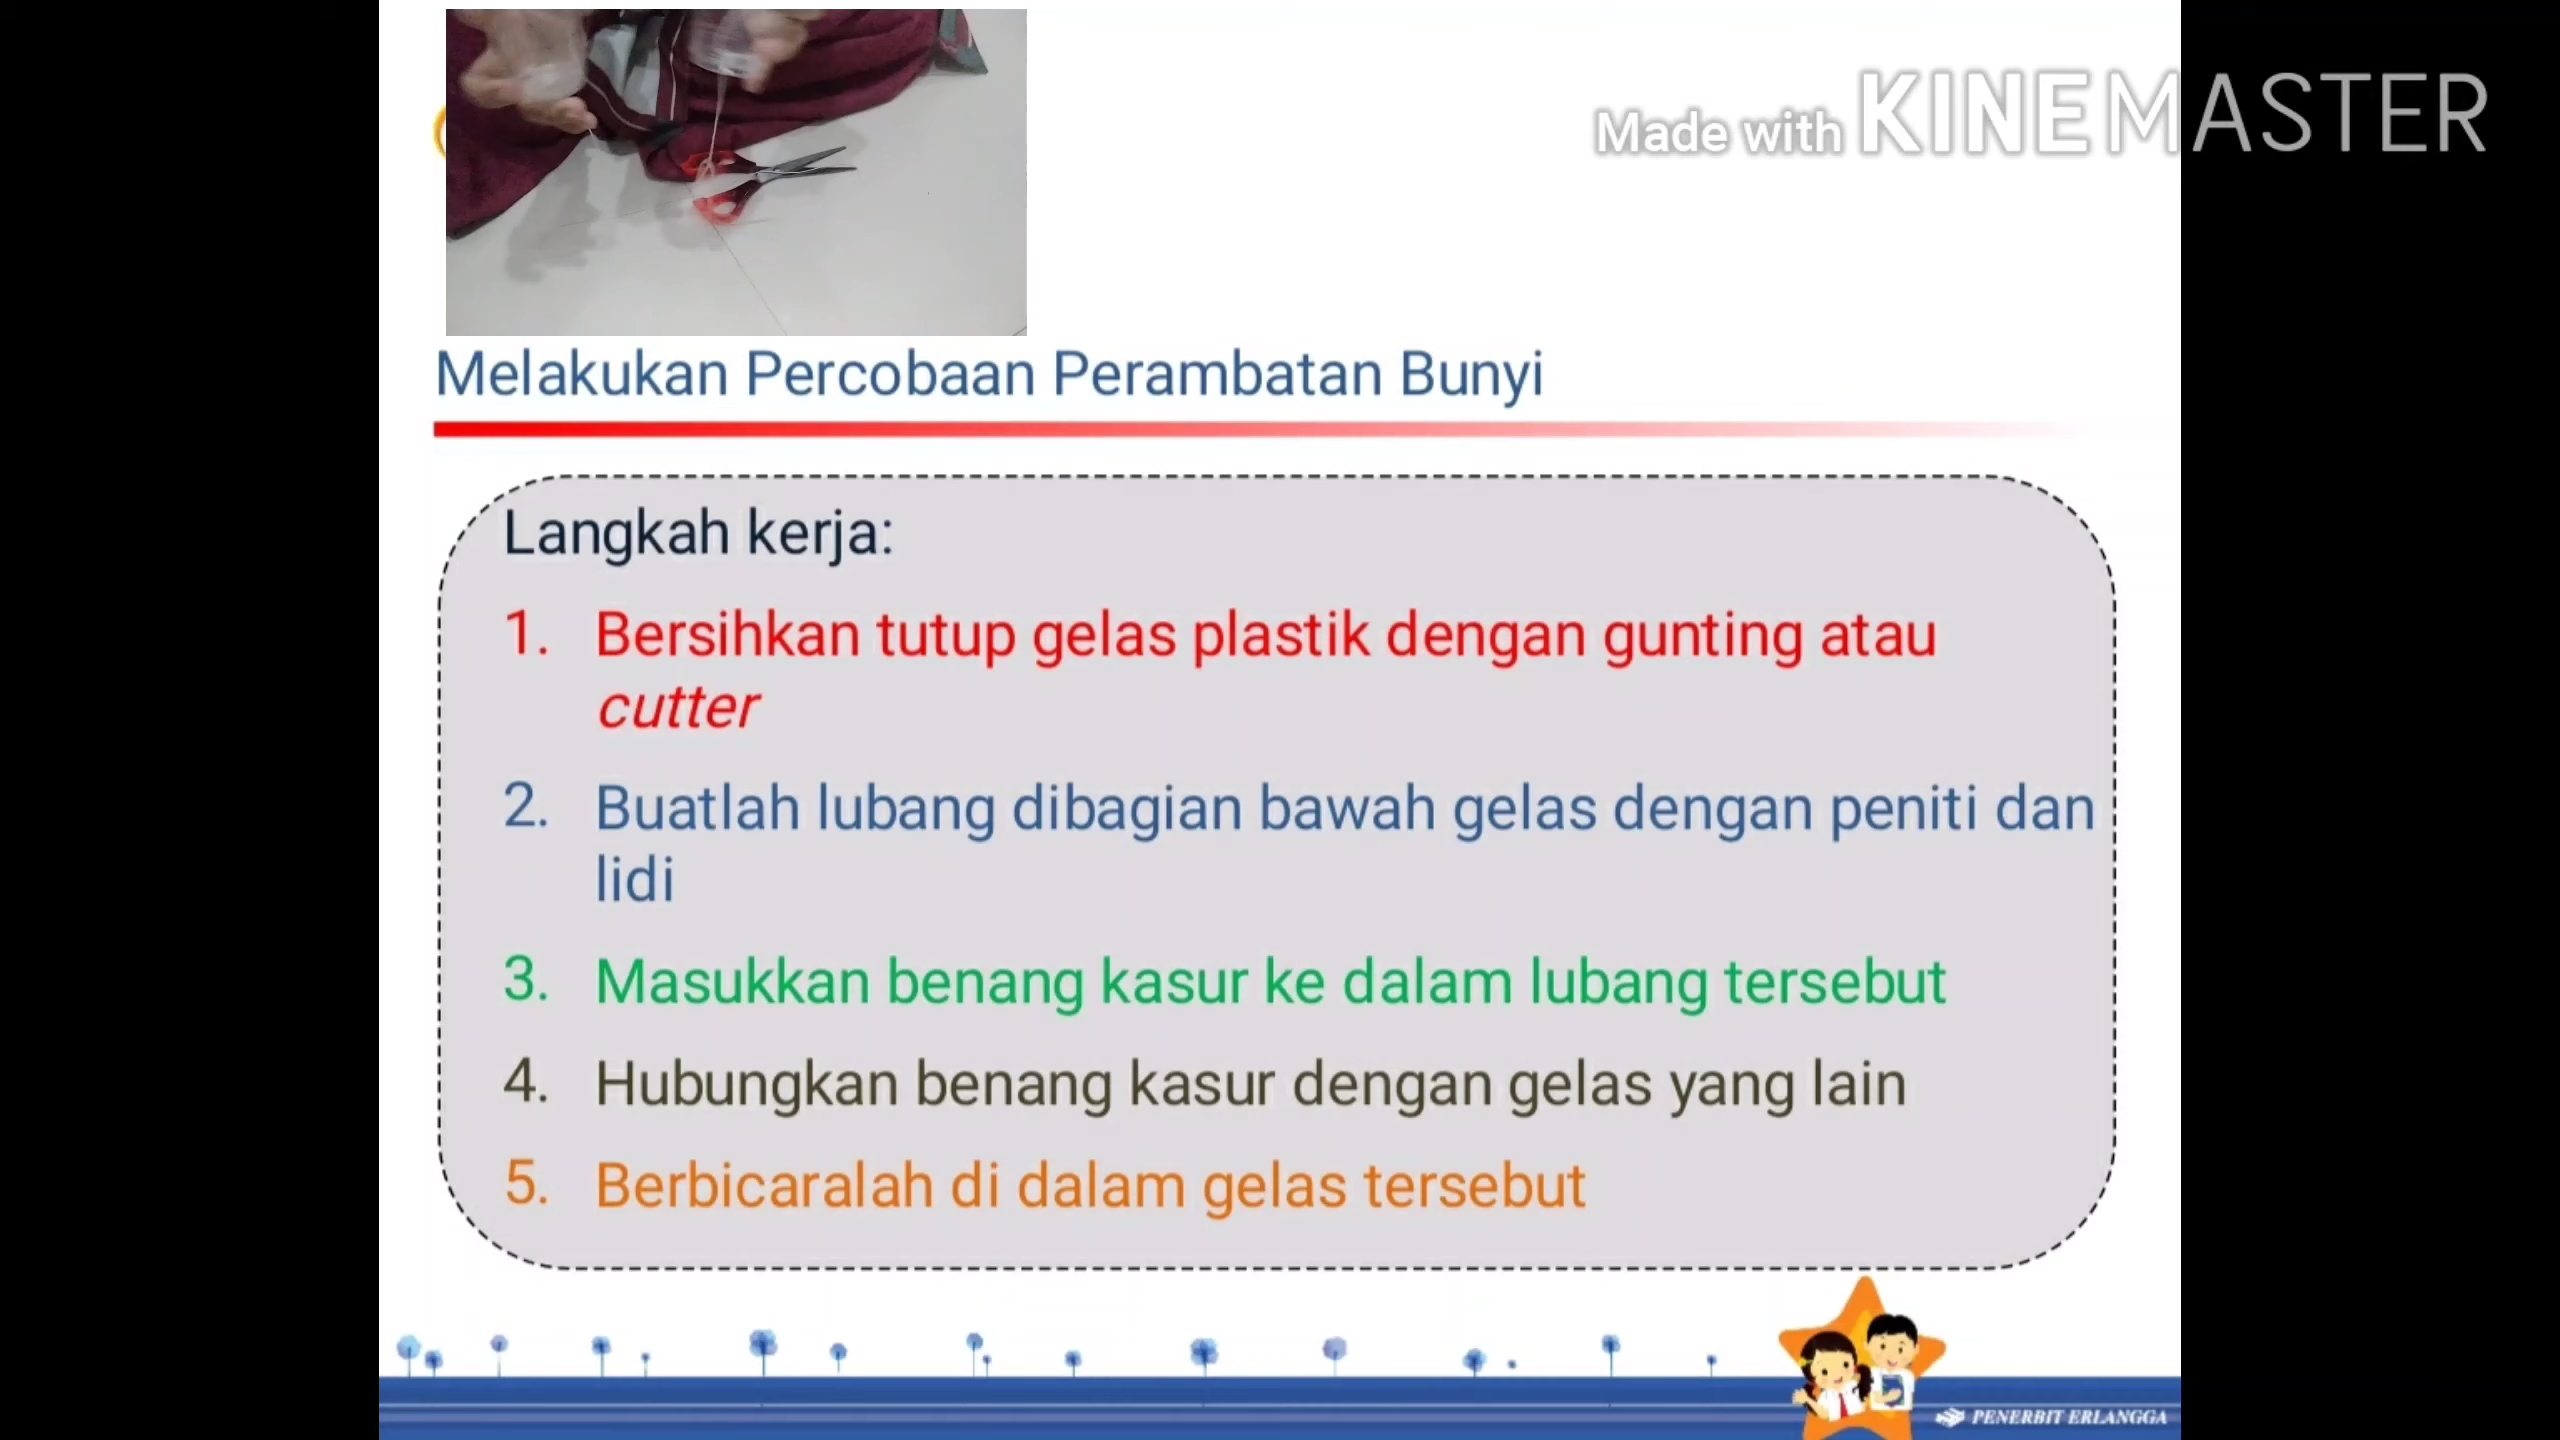 Made with KINEMASTER
Melakukan Percobaan Perambatan Bunyi
Langkah kerja:
1. Bersihkan tutup gelas plastik dengan gunting atau
cutter
2. Buatlah lubang dibagian bawah gelas dengan peniti dan
lidi
3. Masukkan benang kasur ke dalam lubang tersebut
4. Hubungkan benang kasur dengan gelas yang lain
5. Berbicaralah di dalam gelas tersebut
PENERBIT ERLANGGA